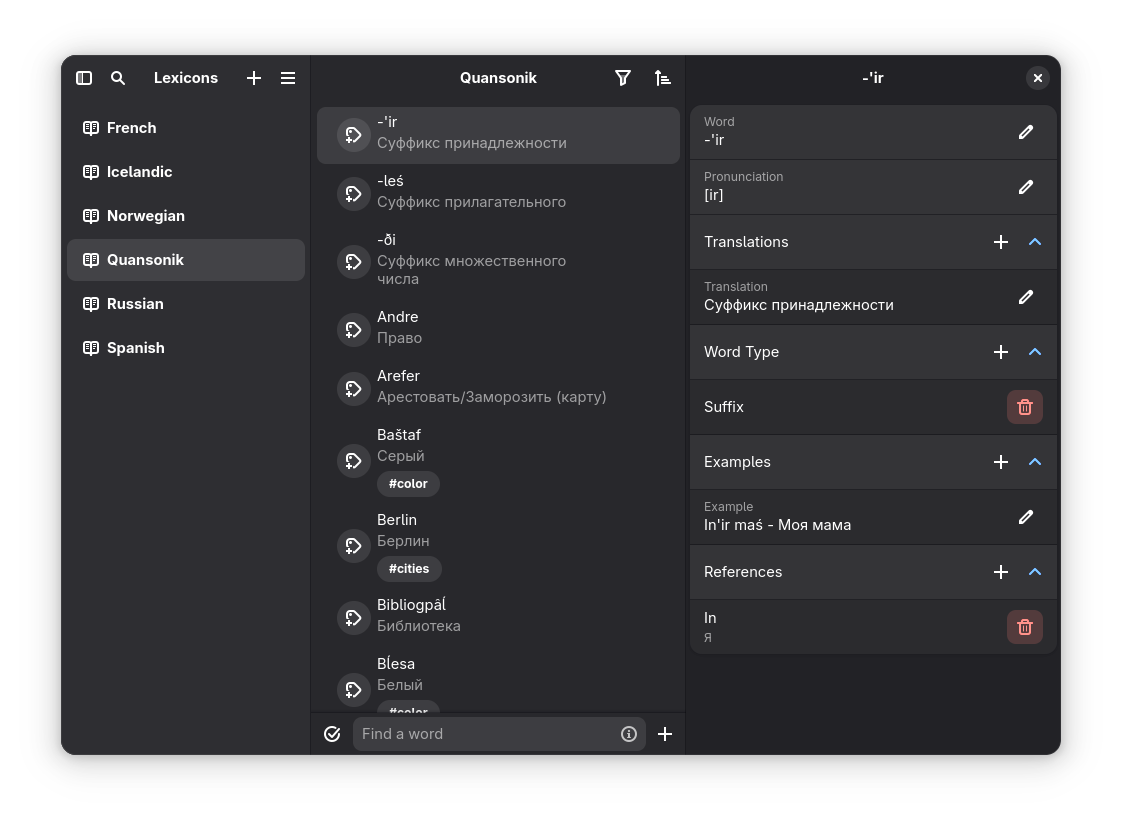 Lexicons
French
Icelandic
Norwegian
Quansonik
Russian
Spanish
Quansonik
-'ir
Суффикс принадлежности
-leś
Суффикс прилагательного
-ði
Суффикс множественного
числа
Andre
Право
Arefer
Арестовать/Заморозить (карту)
Baštaf
Серый
#color
Berlin
Берлин
#cities
Bibliogpâĺ
Библиотека
Bĺesa
Белый
#color
Find a word
-'ir
Word
-'ir
Pronunciation
[ir]
Translations
Translation
Суффикс принадлежности
Word Type
Suffix
Examples
Example
In'ir maś - Моя мама
References
In
Я